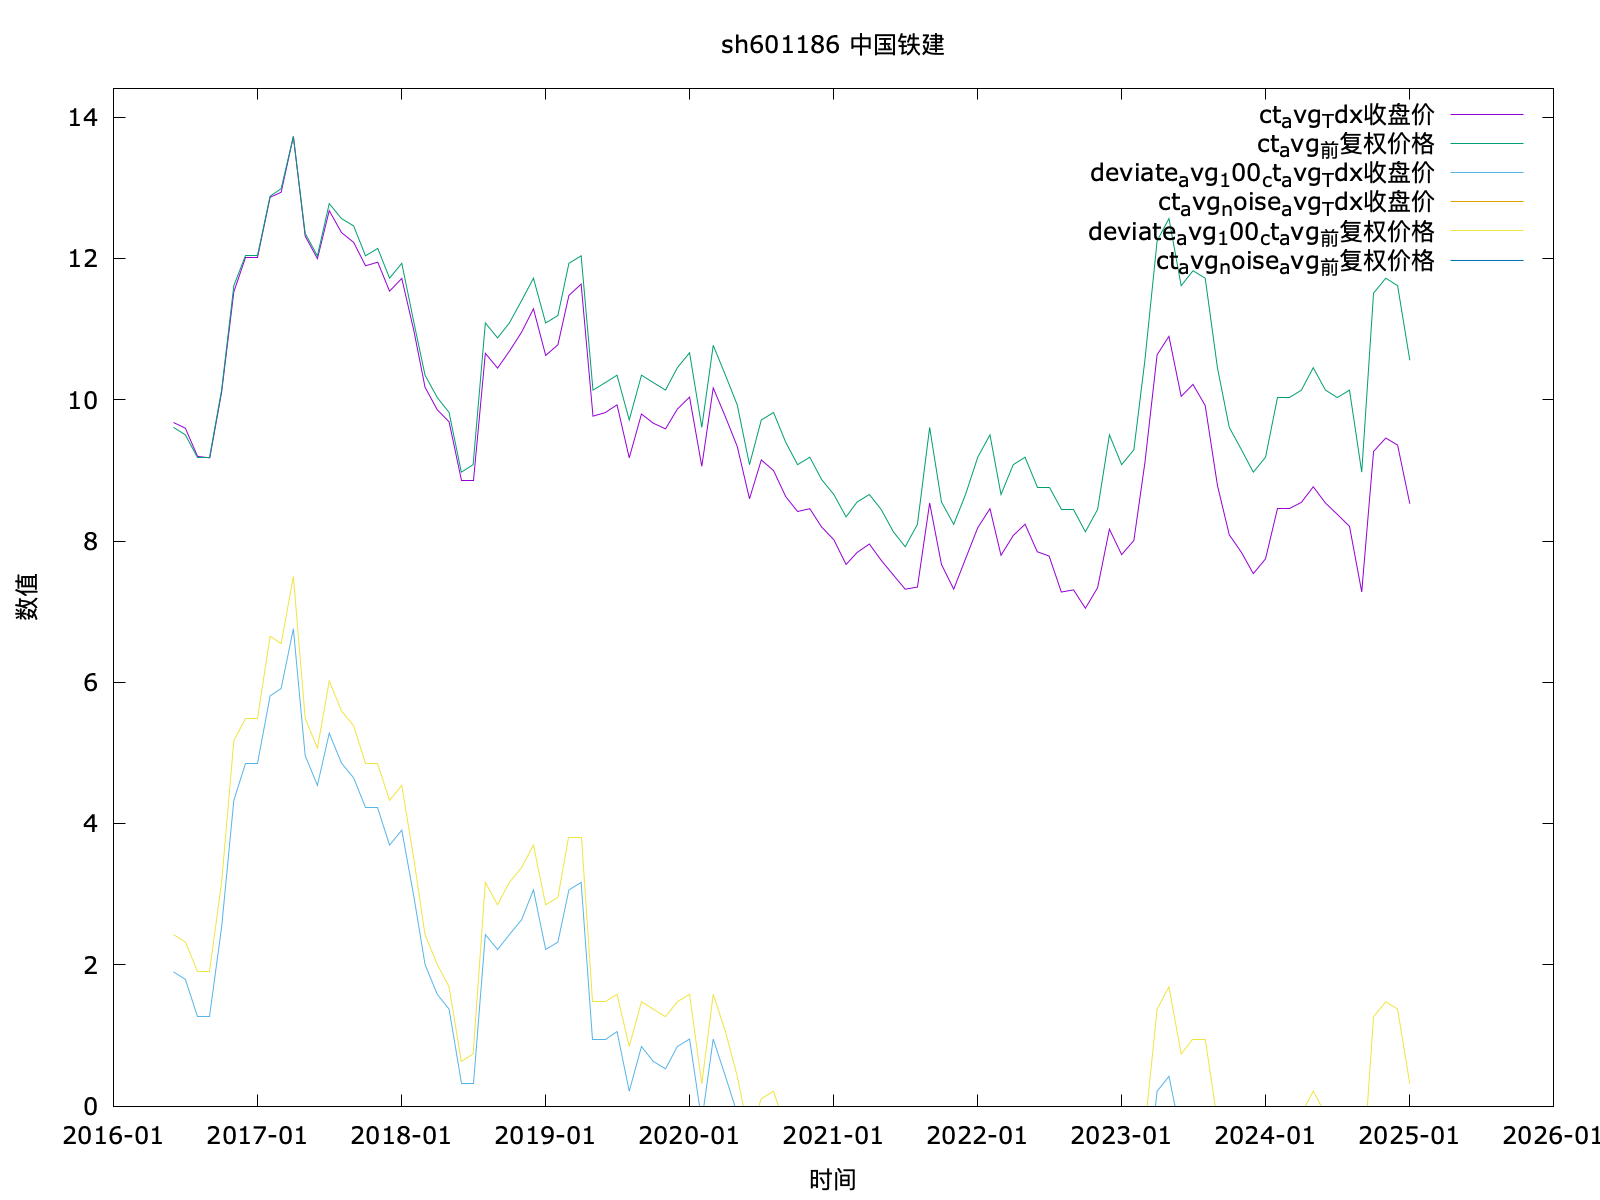 sh601186 中国铁建
ctavgTdx收盘价
ctavg前复权价格
deviateavg100ctavgTdx收盘价
ctavgnoiseavgTdx收盘价
deviateavg100ctavg前复权价格
ctavgnoiseavg前复权价格
14
12
10
8
6
4
2
0
数值
2016-01 2017-01 2018-01 2019-01 2020-01 2021-01 2022-01 2023-01 2024-01 2025-01 2026-01
时间